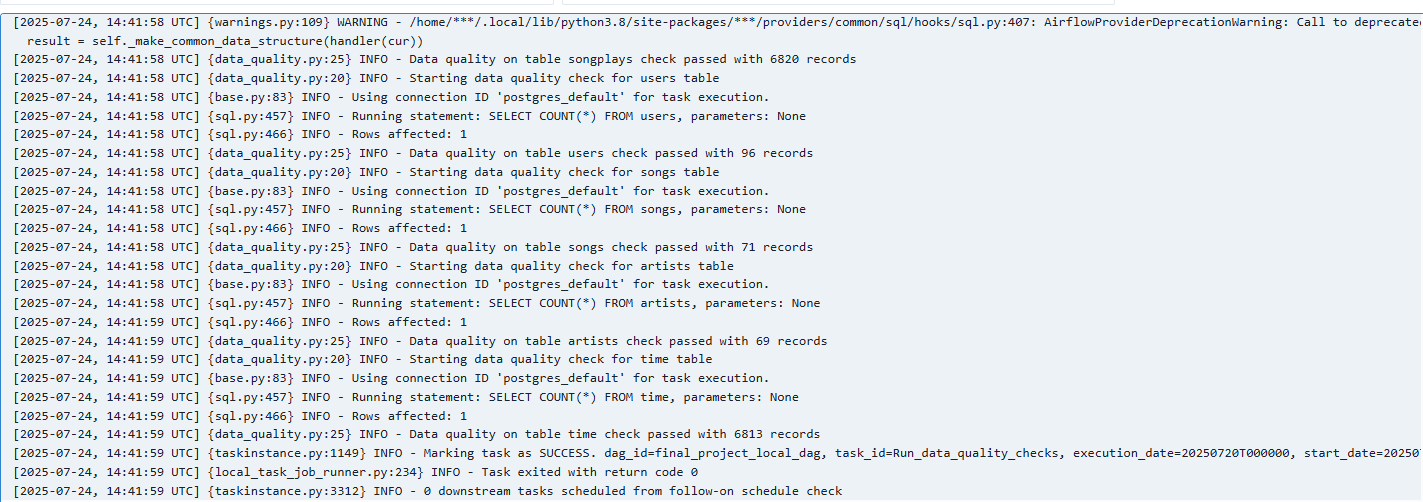 [2025-07-24, 14:41:58 UTC] {warnings.py:109} WARNING - /home/***/.local/lib/python3.8/site-packages/***/providers/common/sql/hooks/sql.py:407: AirflowProviderDeprecationWarning: Call to deprecated
result = self._make_common_data_structure(handler(cur))
[2025-07-24, 14:41:58 UTC] {data_quality.py:25} INFO - Data quality on table songplays check passed with 6820 records
[2025-07-24, 14:41:58 UTC] {data_quality.py:20} INFO - Starting data quality check for users table
[2025-07-24, 14:41:58 UTC] {base.py:83} INFO - Using connection ID 'postgres_default' for task execution.
[2025-07-24, 14:41:58 UTC] {sql.py:457} INFO - Running statement: SELECT COUNT(*) FROM users, parameters: None
[2025-07-24, 14:41:58 UTC] {sql.py:466} INFO - Rows affected: 1
[2025-07-24, 14:41:58 UTC] {data_quality.py:25} INFO - Data quality on table users check passed with 96 records
[2025-07-24, 14:41:58 UTC] {data_quality.py:20} INFO - Starting data quality check for songs table
[2025-07-24, 14:41:58 UTC] {base.py:83} INFO - Using connection ID 'postgres_default' for task execution.
[2025-07-24, 14:41:58 UTC] {sql.py:457} INFO - Running statement: SELECT COUNT(*) FROM songs, parameters: None
[2025-07-24, 14:41:58 UTC] {sql.py:466} INFO - Rows affected: 1
[2025-07-24, 14:41:58 UTC] {data_quality.py:25} INFO - Data quality on table songs check passed with 71 records
[2025-07-24, 14:41:58 UTC] {data_quality.py:20} INFO - Starting data quality check for artists table
[2025-07-24, 14:41:58 UTC] {base.py:83} INFO - Using connection ID 'postgres_default' for task execution.
[2025-07-24, 14:41:58 UTC] {sql.py:457} INFO - Running statement: SELECT COUNT(*) FROM artists, parameters: None
[2025-07-24, 14:41:59 UTC] {sql.py:466} INFO - Rows affected: 1
[2025-07-24, 14:41:59 UTC] {data_quality.py:25} INFO - Data quality on table artists check passed with 69 records
[2025-07-24, 14:41:59 UTC] {data_quality.py:20} INFO - Starting data quality check for time table
[2025-07-24, 14:41:59 UTC] {base.py:83} INFO - Using connection ID 'postgres_default' for task execution.
[2025-07-24, 14:41:59 UTC] {sql.py:457} INFO - Running statement: SELECT COUNT(*) FROM time, parameters: None
[2025-07-24, 14:41:59 UTC] {sql.py:466} INFO - Rows affected: 1
[2025-07-24, 14:41:59 UTC] {data_quality.py:25} INFO - Data quality on table time check passed with 6813 records
[2025-07-24, 14:41:59 UTC] {taskinstance.py:1149} INFO - Marking task as SUCCESS. dag_id=final_project_local_dag, task_id=Run_data_quality_checks, execution_date=20250720T000000, start_date=20250
[2025-07-24, 14:41:59 UTC] {local_task_job_runner.py:234} INFO - Task exited with return code 0
[2025-07-24, 14:41:59 UTC] {taskinstance.py:3312} INFO - 0 downstream tasks scheduled from follow-on schedule check